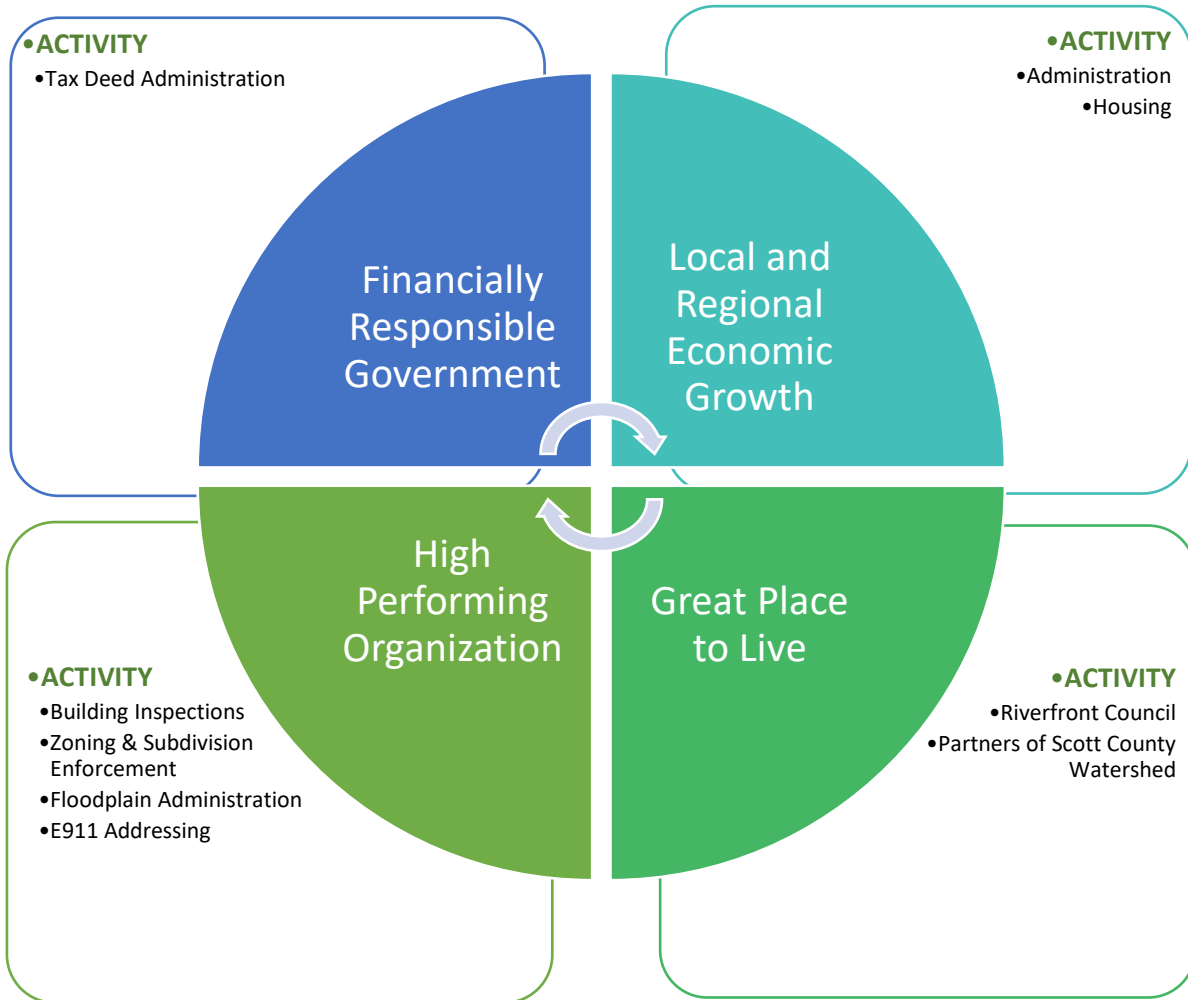 •ACTIVITY
•Tax Deed Administration
•ACTIVITY
•Administration
•Housing
Financially
Responsible
Government
Local and
Regional
Economic
Growth
High
Performing
Organization
Great Place
to Live
•ACTIVITY
•Building Inspections
•Zoning & Subdivision
Enforcement
•Floodplain Administration
•E911 Addressing
•ACTIVITY
•Riverfront Council
•Partners of Scott County
Watershed